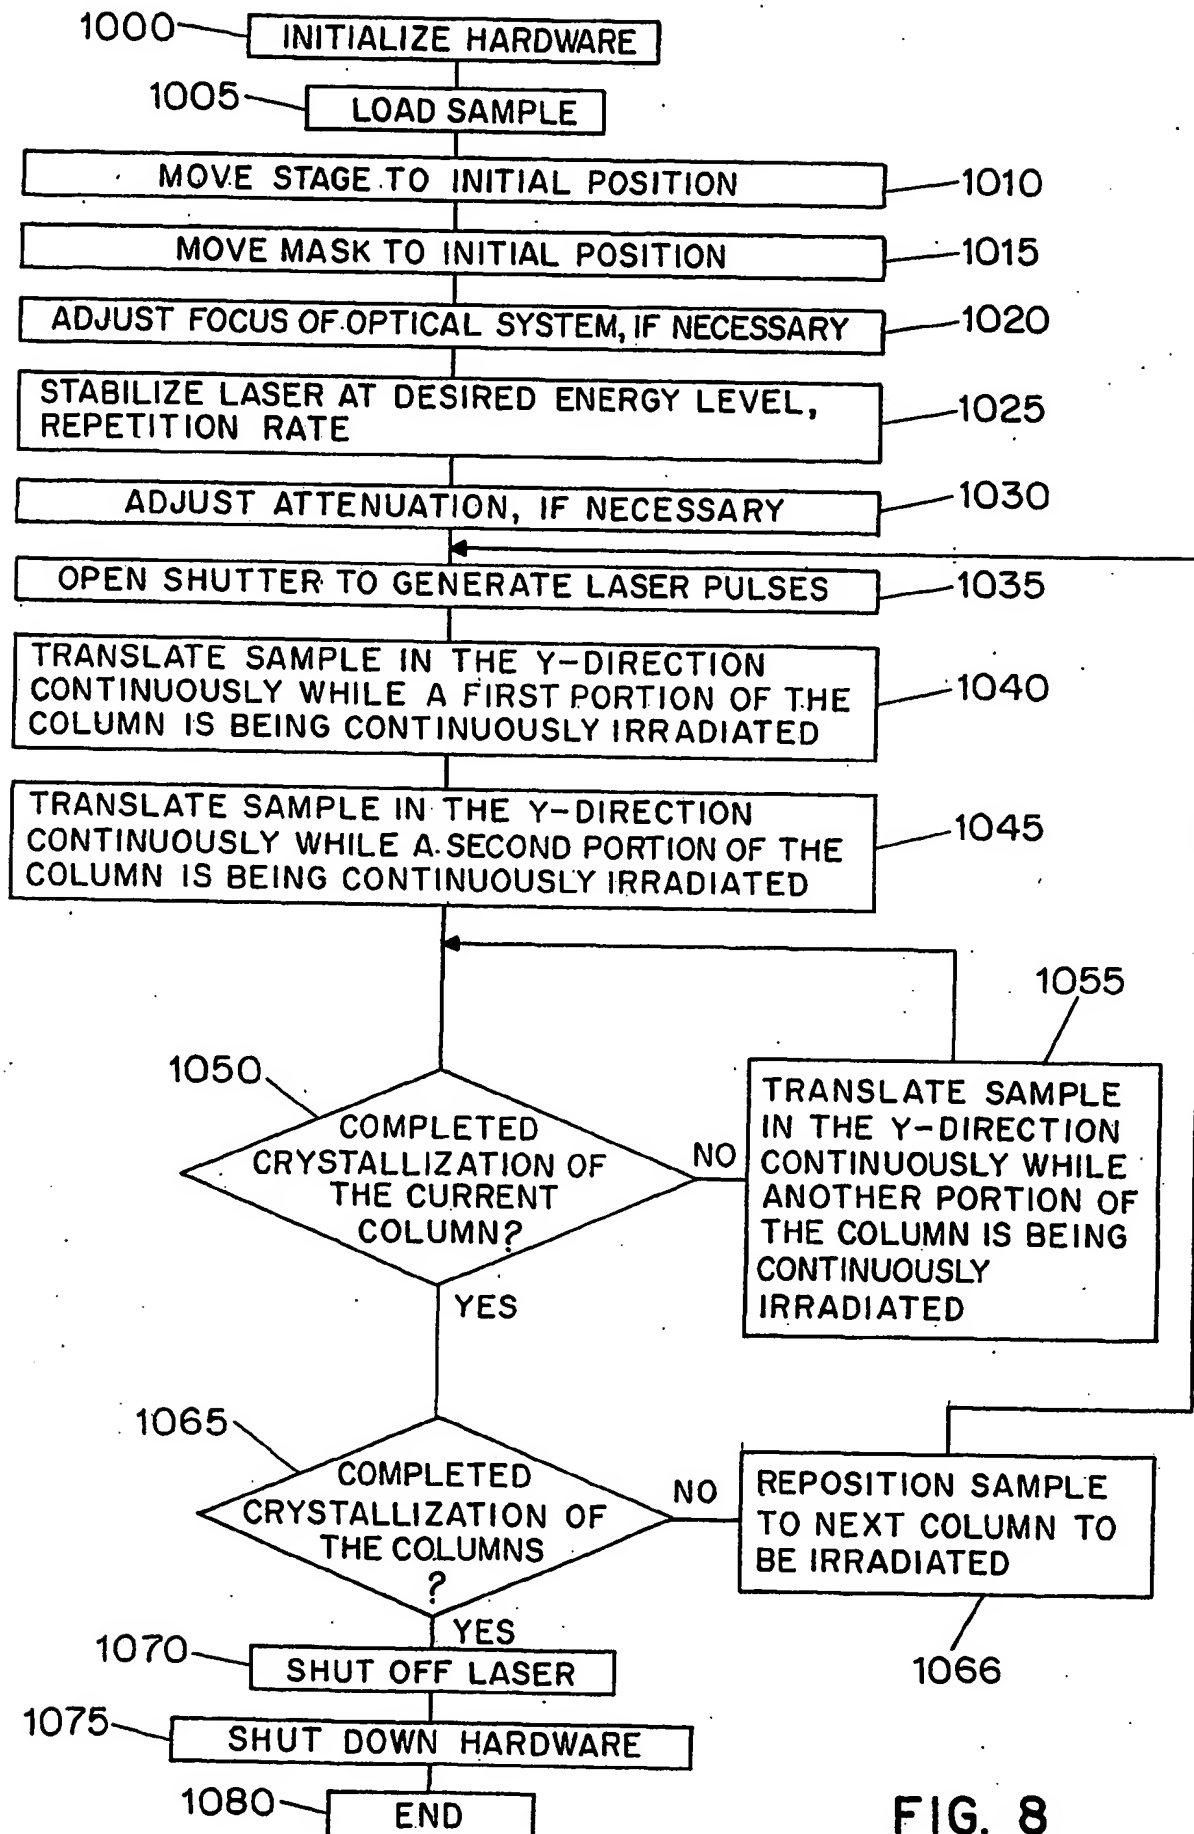 1000
INITIALIZE HARDWARE
1005
LOAD SAMPLE
MOVE STAGE TO INITIAL POSITION
1010
MOVE MASK TO INITIAL POSITION
1015
ADJUST FOCUS OF OPTICAL SYSTEM, IF NECESSARY
1020
STABILIZE LASER AT DESIRED ENERGY LEVEL,
REPETITION RATE
1025
ADJUST ATTENUATION, IF NECESSARY
1030
OPEN SHUTTER TO GENERATE LASER PULSES
1035
TRANSLATE SAMPLE IN THE Y-DIRECTION
CONTINUOUSLY WHILE A FIRST PORTION OF THE
COLUMN IS BEING CONTINUOUSLY IRRADIATED
1040
TRANSLATE SAMPLE IN THE Y-DIRECTION
CONTINUOUSLY WHILE A SECOND PORTION OF THE
COLUMN IS BEING CONTINUOUSLY IRRADIATED
1045
1050
COMPLETED
CRYSTALLIZATION OF
THE CURRENT
COLUMN?
NO
YES
1055
TRANSLATE SAMPLE
IN THE Y-DIRECTION
CONTINUOUSLY WHILE
ANOTHER PORTION OF
THE COLUMN IS BEING
CONTINUOUSLY
IRRADIATED
1065
COMPLETED
CRYSTALLIZATION OF
THE COLUMNS
?
NO
YES
REPOSITION SAMPLE
TO NEXT COLUMN TO
BE IRRADIATED
1066
1070
SHUT OFF LASER
1075
SHUT DOWN HARDWARE
1080
END
FIG. 8